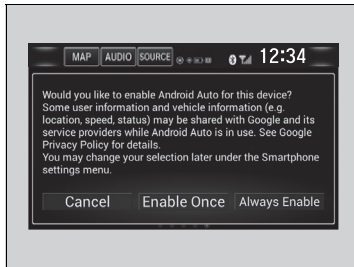 MAP AUDIO SOURCE 12:34
Would you like to enable Android Auto for this device?
Some user information and vehicle information (e.g.
location, speed, status) may be shared with Google and its
service providers while Android Auto is in use. See Google
Privacy Policy for details.
You may change your selection later under the Smartphone
settings menu.
Cancel Enable Once Always Enable